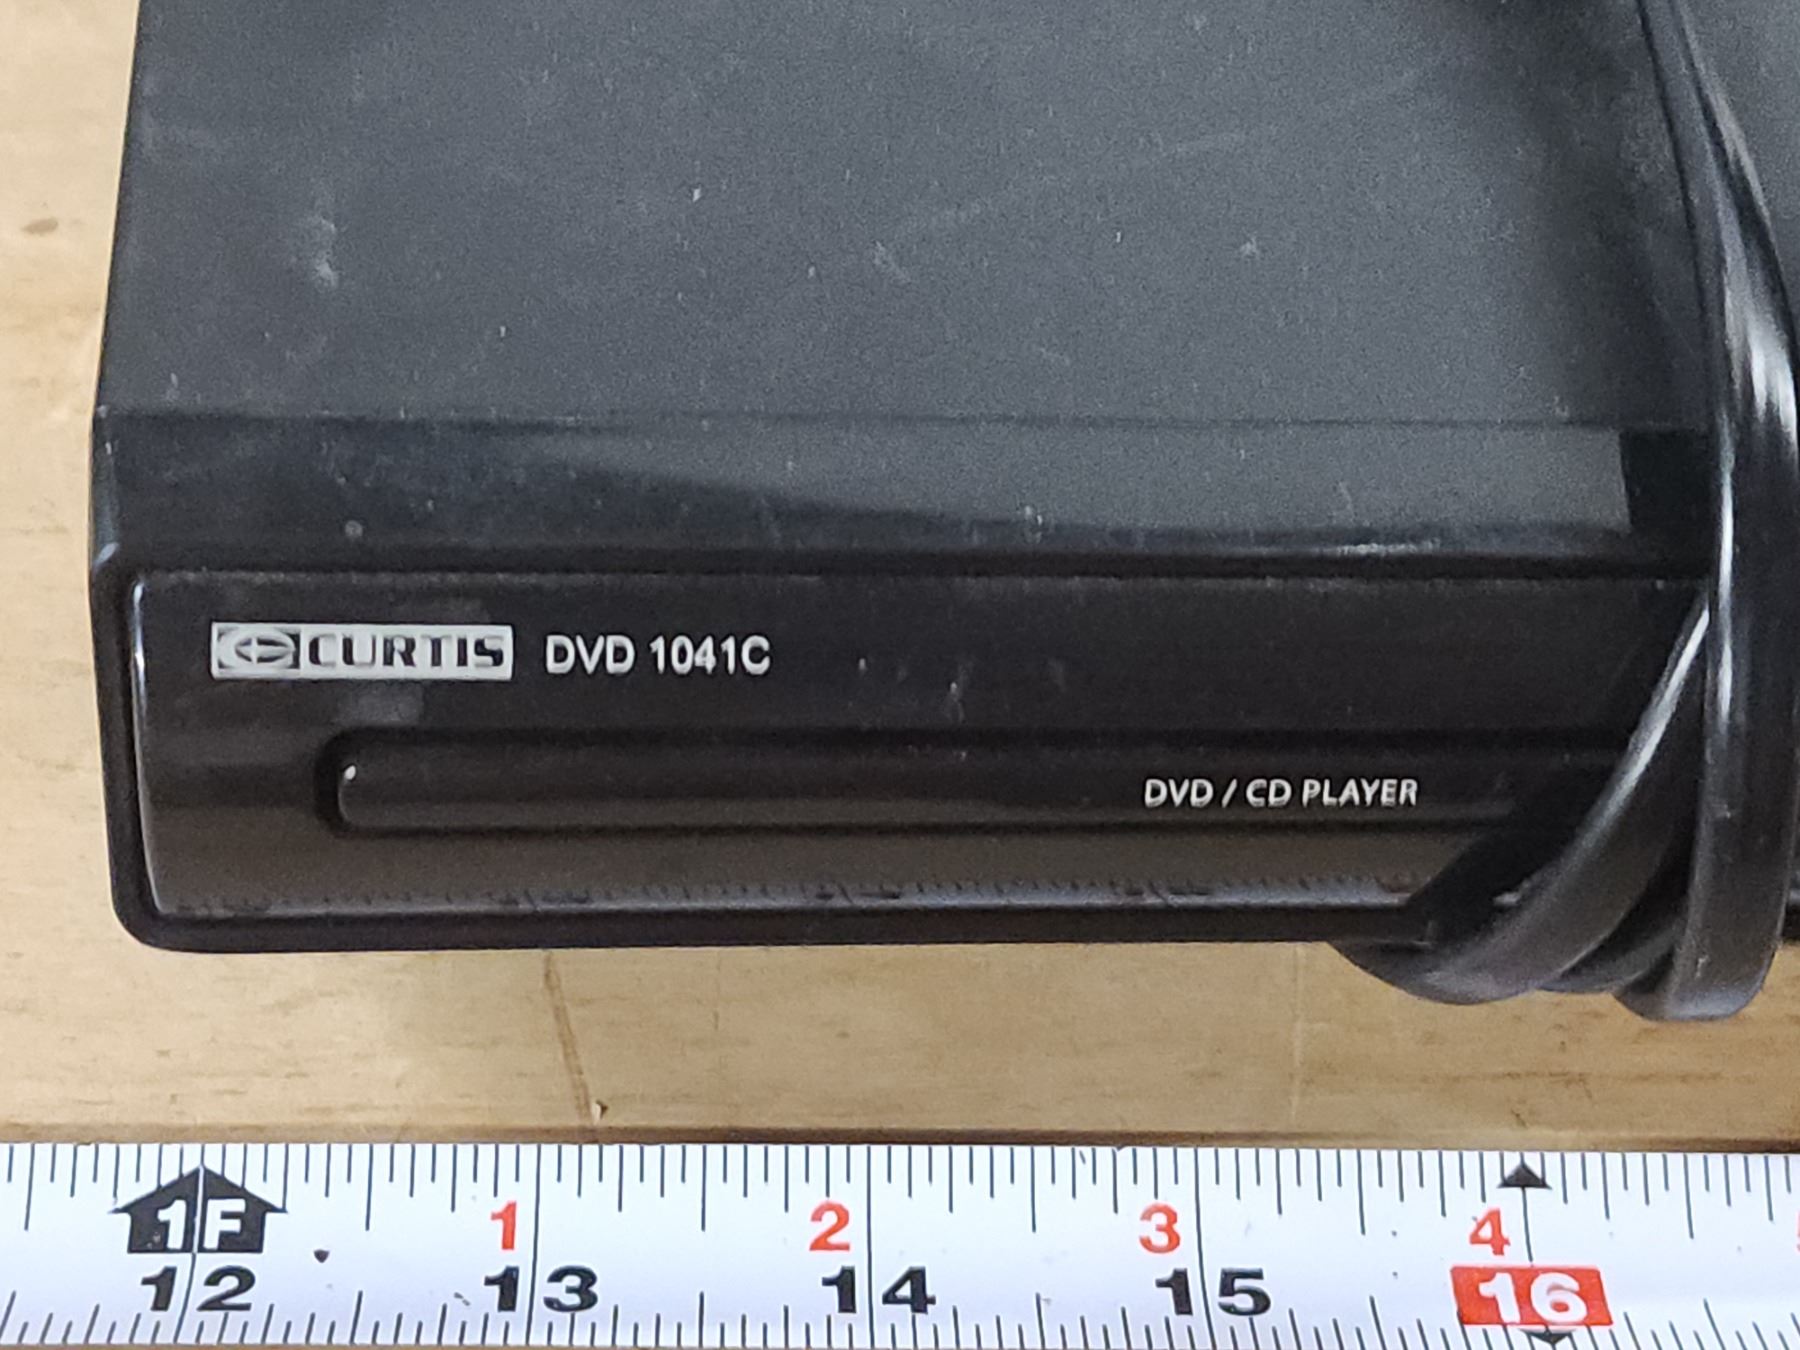 CURTIS DVD 1041C
DVD / CD PLAYER
1F
1 2 3 4
12 13 14 15 16